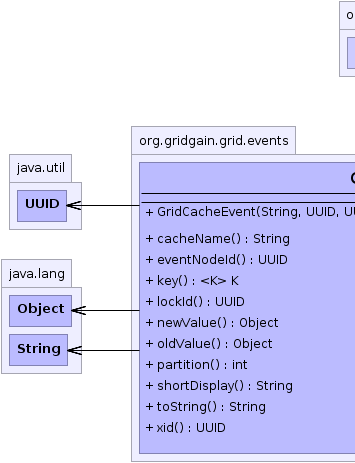 o
org.gridgain.grid.events
java.util
UUID
+ GridCacheEvent(String, UUID, UU
+ cacheName() : String
+ eventNodeId() : UUID
+ key() : <K> K
java.lang
+ lockId() : UUID
Object
+ newValue() : Object
String
+ oldValue() : Object
+ partition() : int
+ shortDisplay() : String
+ toString() : String
+ xid() : UUID